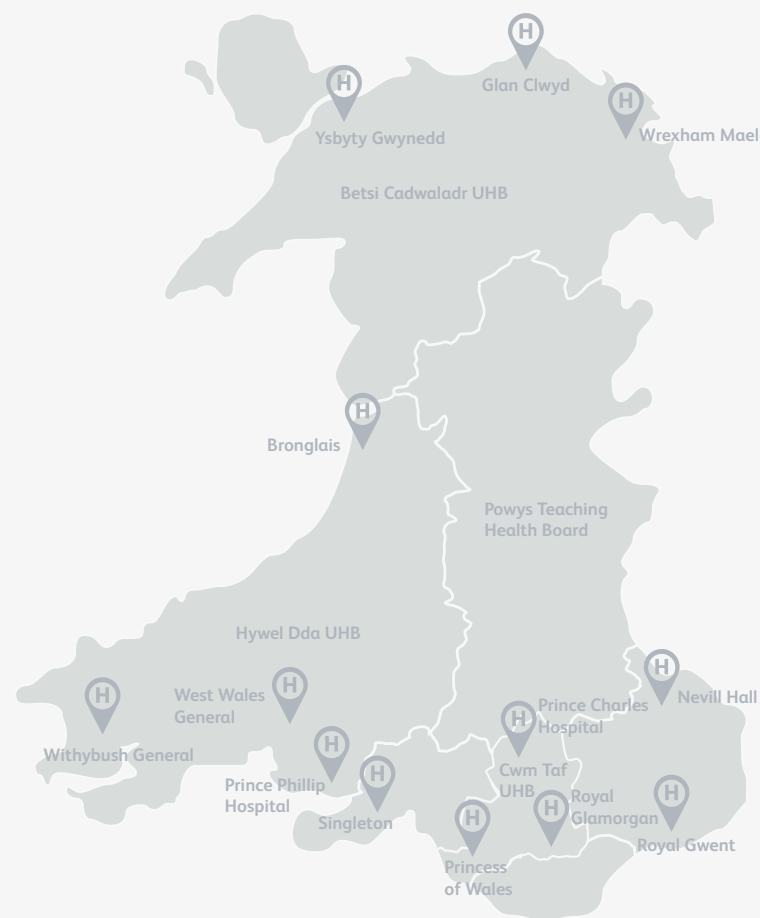 H
Glan Clwyd
H
Ysbyty Gwynedd
H
Wrexham Mael
Betsi Cadwaladr UHB
H
Bronglais
Powys Teaching
Health Board
Hywel Dda UHB
H
Nevill Hall
H
West Wales
General
H
Withybush General
H
Prince Charles
Hospital
H
Prince Phillip
Hospital
Cwm Taf
UHB
H
Singleton
H
Royal
Glamorgan
H
Royal Gwent
H
Princess
of Wales